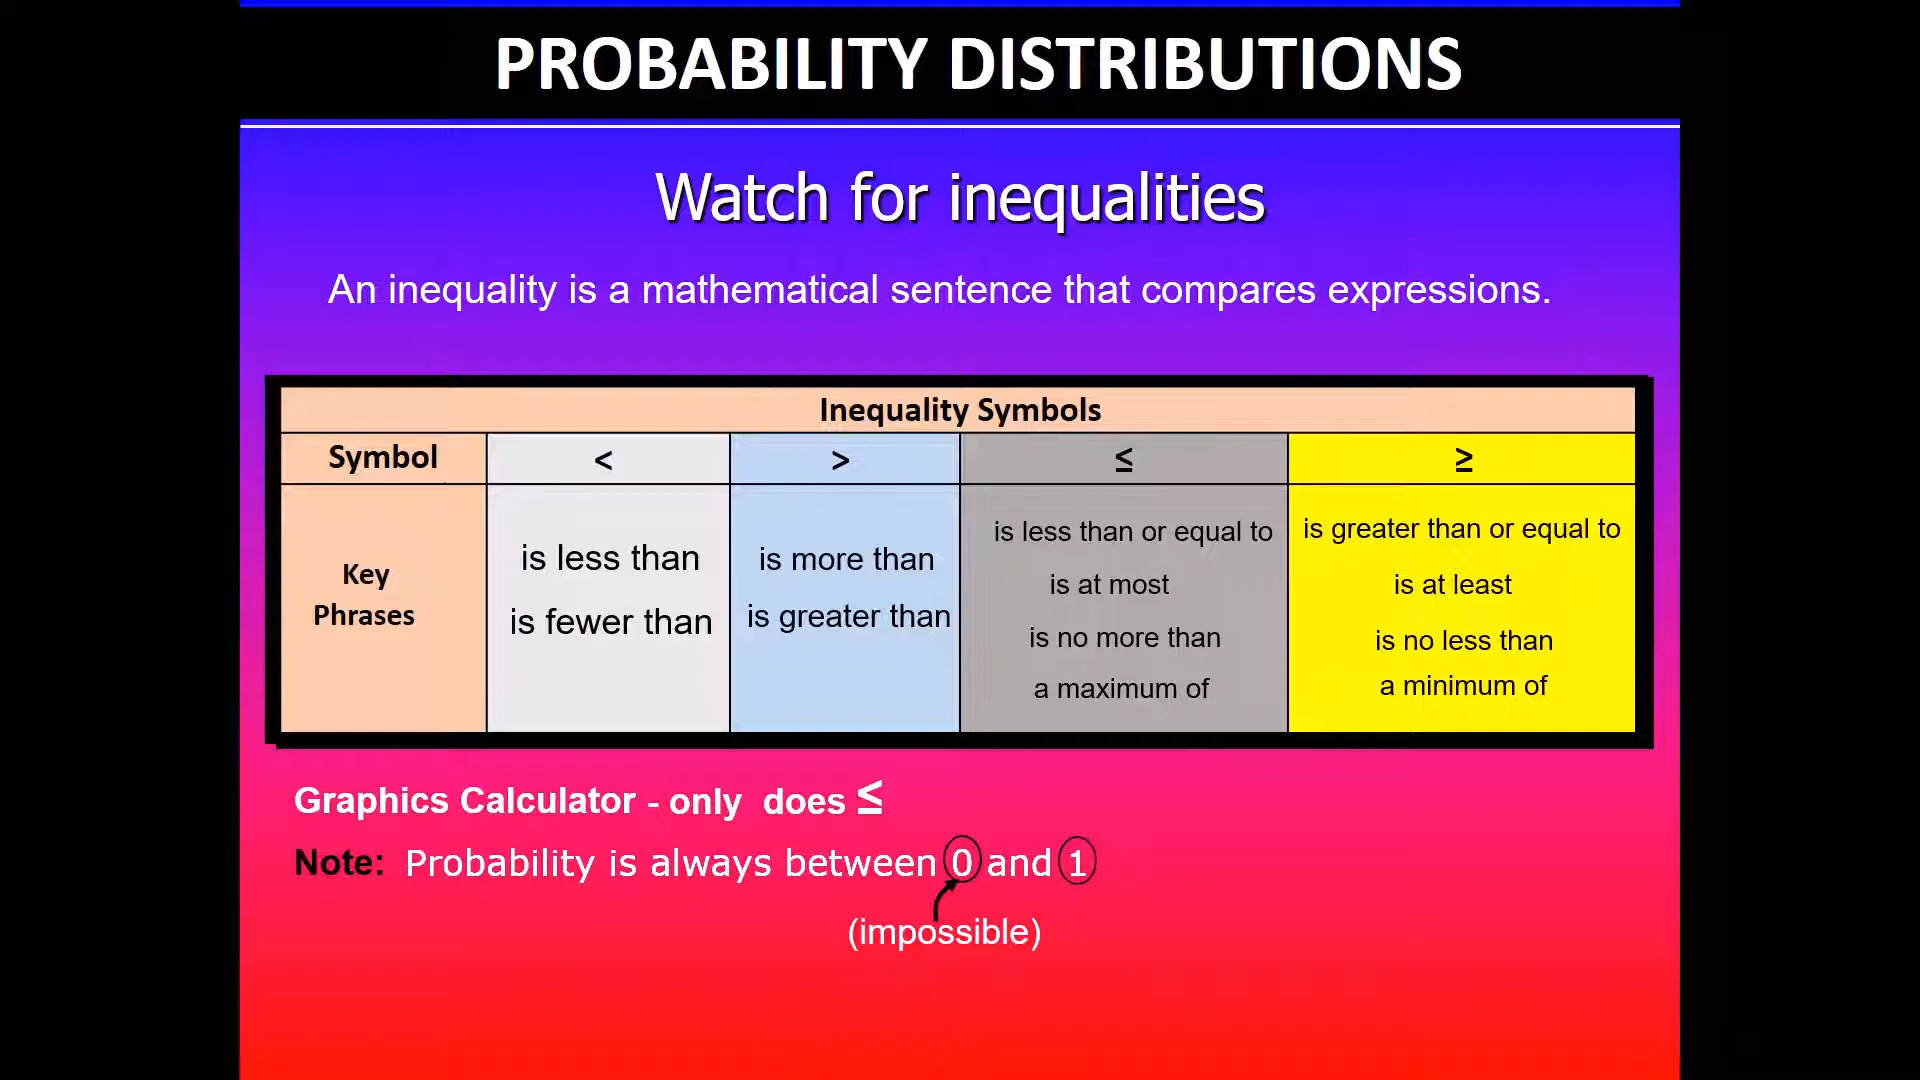 PROBABILITY DISTRIBUTIONS
Watch for inequalities
An inequality is a mathematical sentence that compares expressions.
Inequality Symbols
Symbol < > ≤ ≥
Key Phrases
is less than
is fewer than
is more than
is greater than
is less than or equal to
is at most
is no more than
a maximum of
is greater than or equal to
is at least
is no less than
a minimum of
Graphics Calculator - only does ≤
Note: Probability is always between 0 and 1
(impossible)